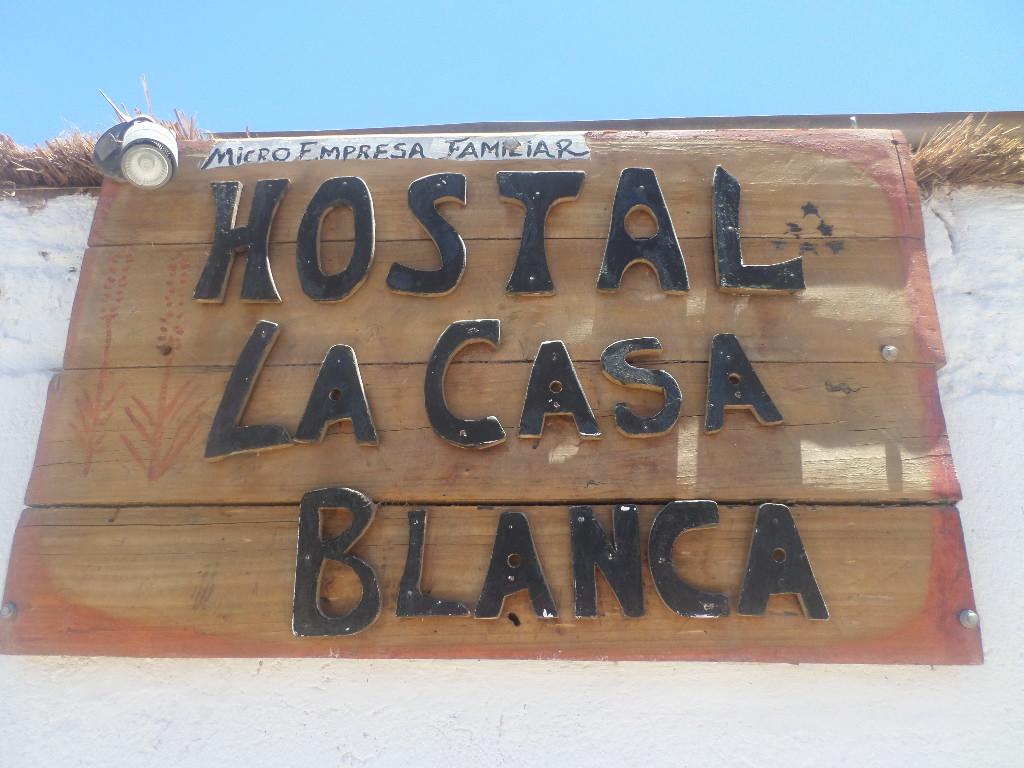 MICRO EMPRESA FAMILIAR
HOSTAL
LA CASA
BLANCA